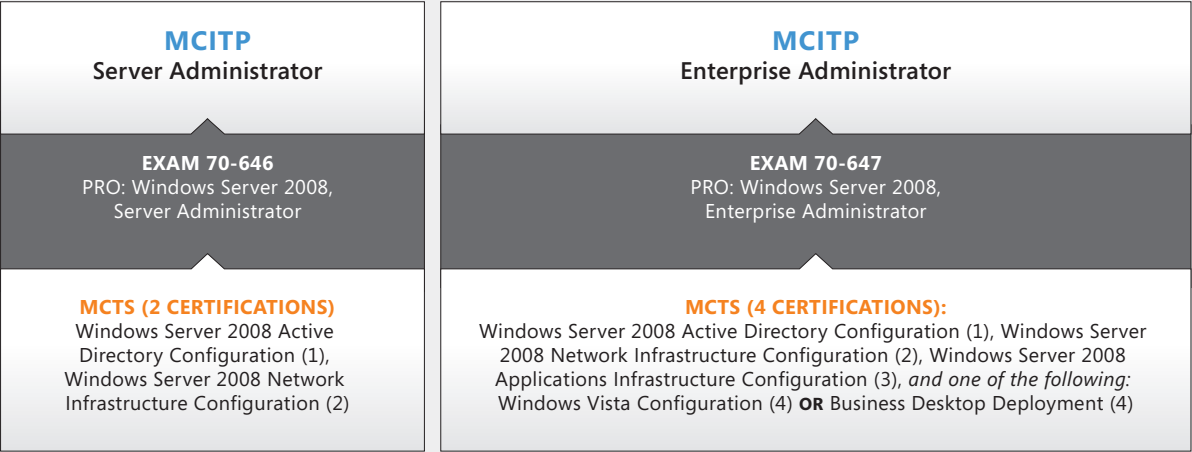 MCITP
Server Administrator
EXAM 70-646
PRO: Windows Server 2008,
Server Administrator
MCTS (2 CERTIFICATIONS)
Windows Server 2008 Active
Directory Configuration (1),
Windows Server 2008 Network
Infrastructure Configuration (2)
MCITP
Enterprise Administrator
EXAM 70-647
PRO: Windows Server 2008,
Enterprise Administrator
MCTS (4 CERTIFICATIONS):
Windows Server 2008 Active Directory Configuration (1), Windows Server
2008 Network Infrastructure Configuration (2), Windows Server 2008
Applications Infrastructure Configuration (3), and one of the following:
Windows Vista Configuration (4) OR Business Desktop Deployment (4)